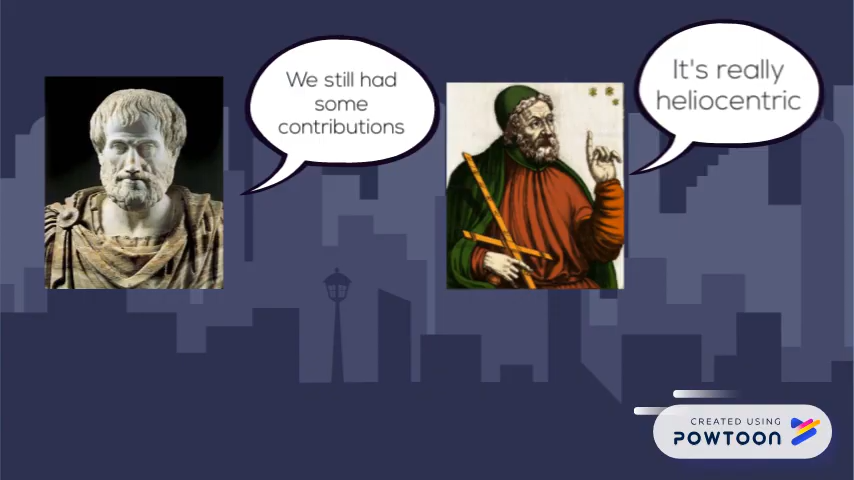 We still had
some
contributions
It's really
heliocentric
CREATED USING
POWTOON